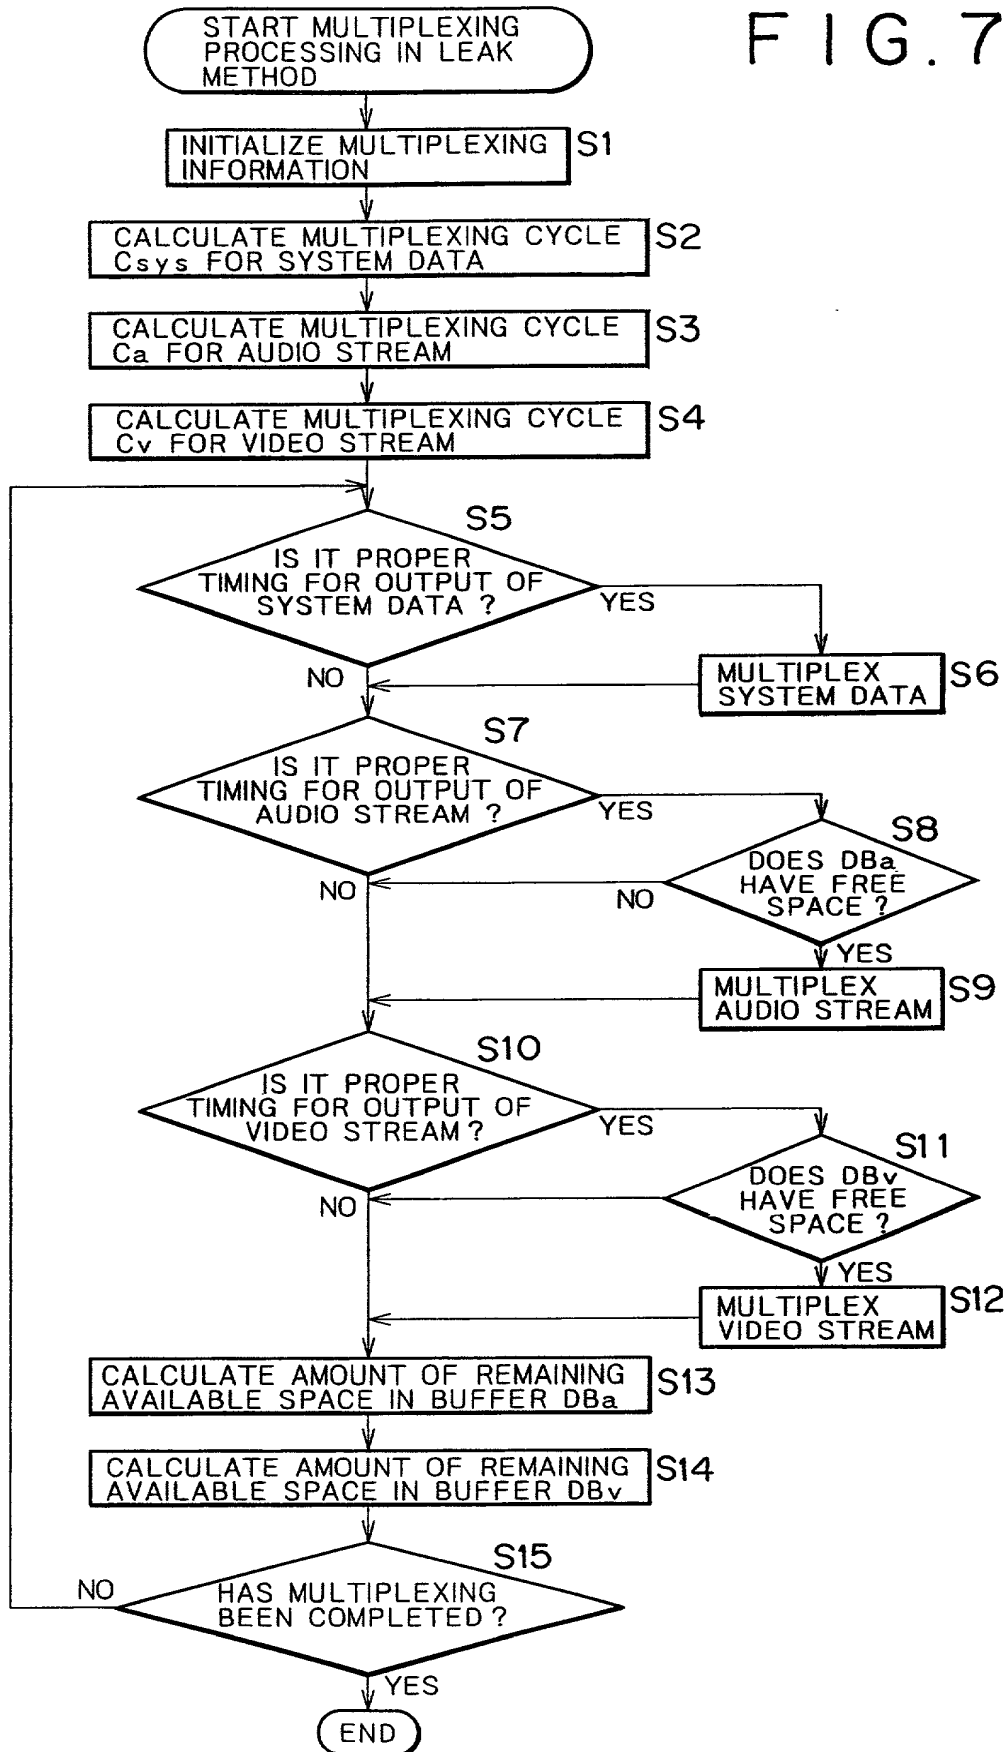 FIG.7
START MULTIPLEXING
PROCESSING IN LEAK
METHOD
INITIALIZE MULTIPLEXING
INFORMATION
S1
CALCULATE MULTIPLEXING CYCLE
Csys FOR SYSTEM DATA
S2
CALCULATE MULTIPLEXING CYCLE
Ca FOR AUDIO STREAM
S3
CALCULATE MULTIPLEXING CYCLE
Cv FOR VIDEO STREAM
S4
S5
IS IT PROPER
TIMING FOR OUTPUT OF
SYSTEM DATA ?
YES
NO
MULTIPLEX
SYSTEM DATA
S6
S7
IS IT PROPER
TIMING FOR OUTPUT OF
AUDIO STREAM ?
YES
NO
S8
DOES DBa
HAVE FREE
SPACE ?
NO
YES
MULTIPLEX
AUDIO STREAM
S9
S10
IS IT PROPER
TIMING FOR OUTPUT OF
VIDEO STREAM ?
YES
NO
S11
DOES DBv
HAVE FREE
SPACE ?
YES
MULTIPLEX
VIDEO STREAM
S12
CALCULATE AMOUNT OF REMAINING
AVAILABLE SPACE IN BUFFER DBa
S13
CALCULATE AMOUNT OF REMAINING
AVAILABLE SPACE IN BUFFER DBv
S14
S15
HAS MULTIPLEXING
BEEN COMPLETED ?
NO
YES
END